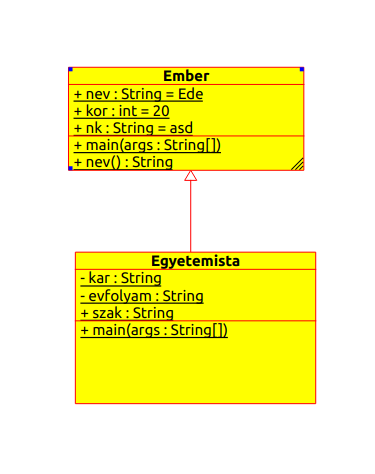 Ember
+ nev : String = Ede
+ kor : int = 20
+ nk : String = asd
+ main(args : String[])
+ nev() : String
Egyetemista
- kar : String
- evfolyam : String
+ szak : String
+ main(args : String[])